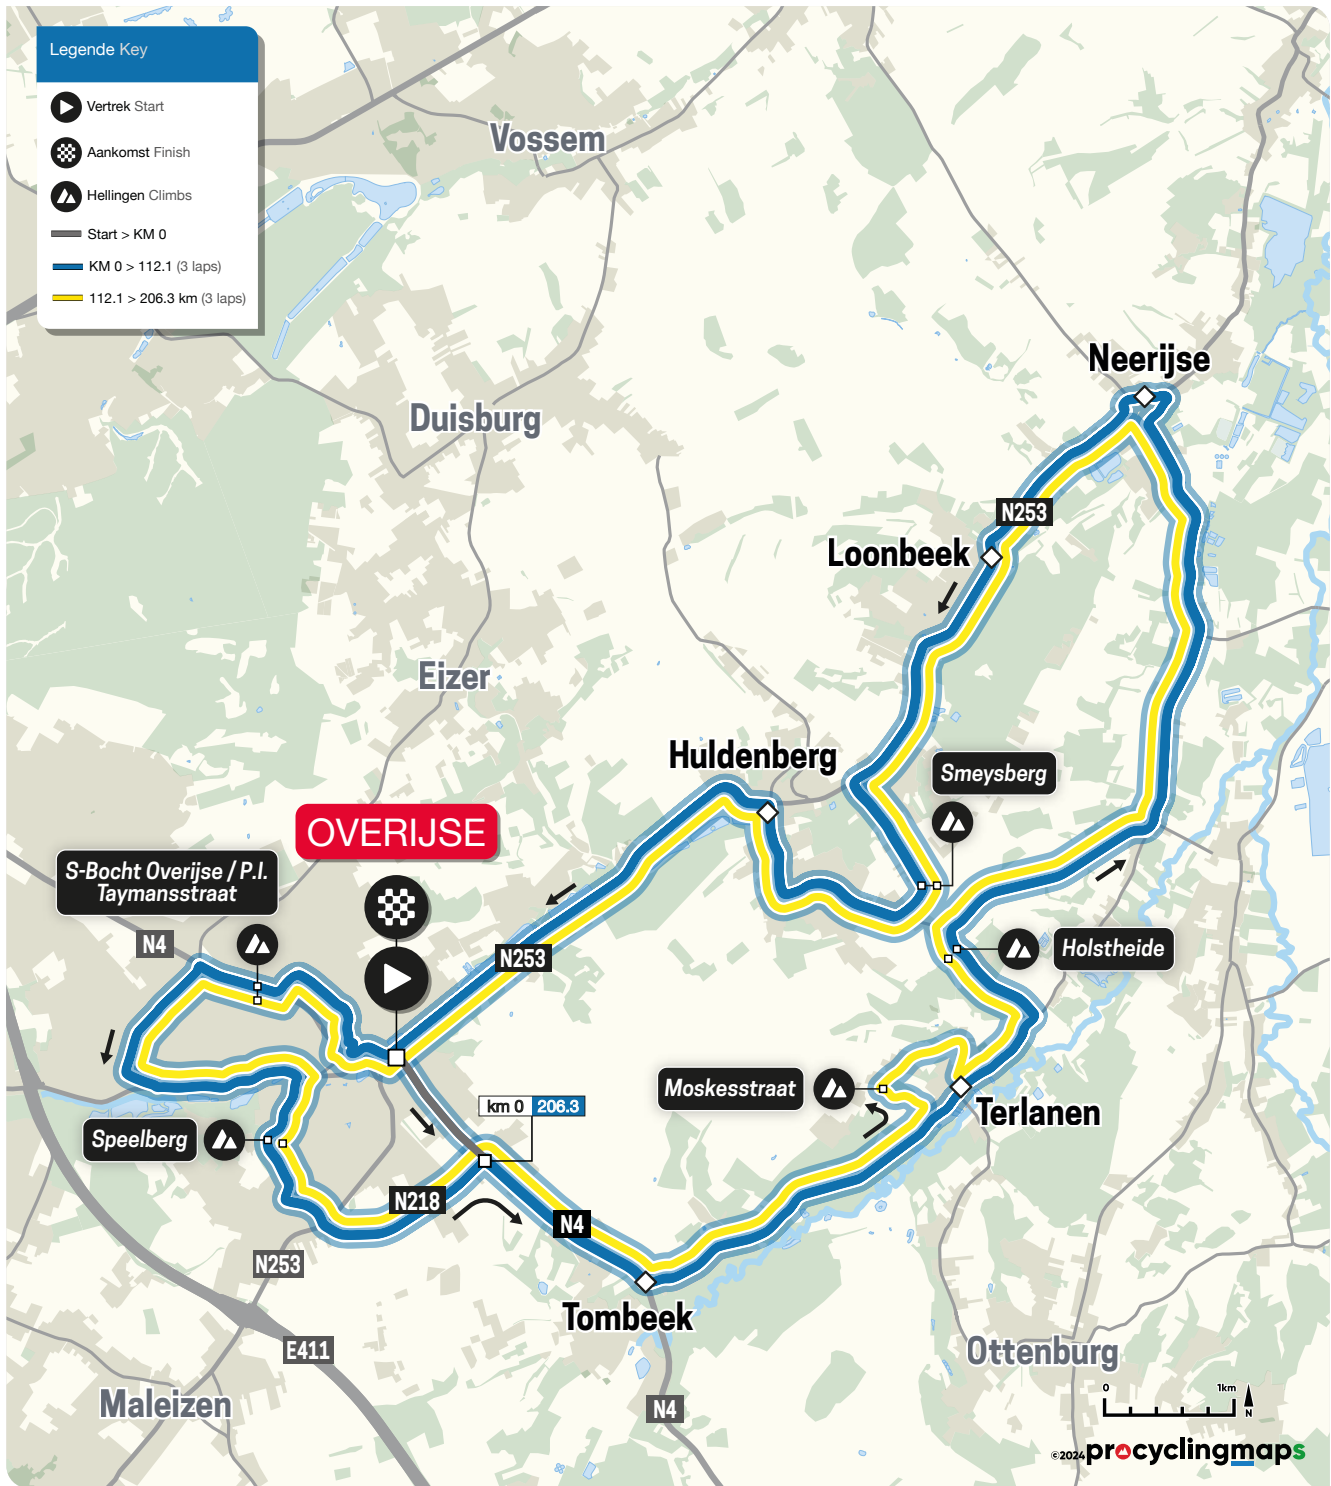 Legende Key
Vertrek Start
Aankomst Finish
Hellingen Climbs
Start > KM 0
KM 0 > 112.1 (3 laps)
112.1 > 206.3 km (3 laps)
Vossem
Neerijse
Duisburg
N253
Loonbeek
Eizer
Huldenberg
Smeysberg
OVERIJSE
S-Bocht Overijse / P.I.
Taymansstraat
N4
N253
Holstheide
Moskesstraat
km 0 206.3
Terlanen
Speelberg
N218
N4
N253
Tombeek
E411
Ottenburg
Maleizen
N4
0 1km
N
©2024 procyclingmaps